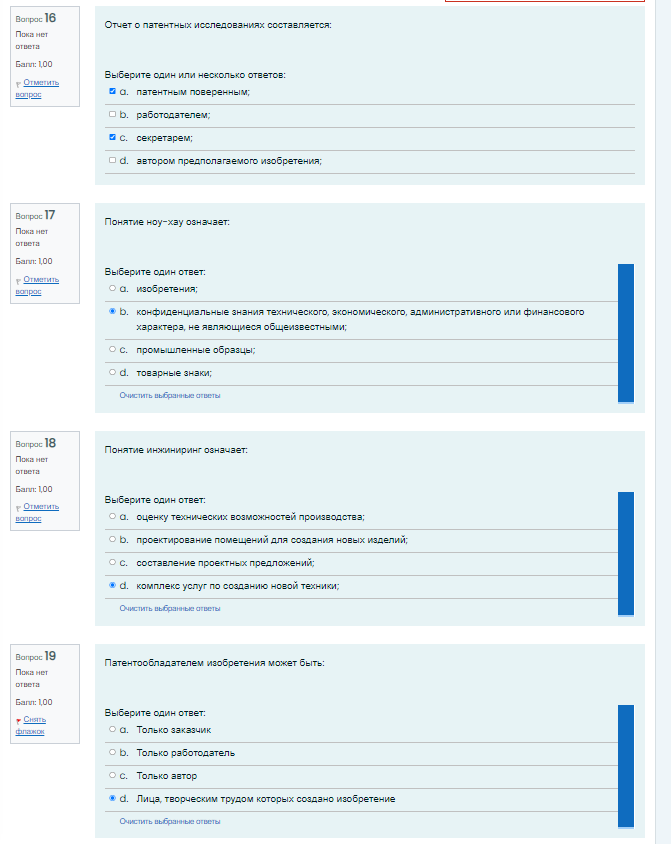 Вопрос 16
Пока нет
ответа
Балл: 1,00
Отметить
вопрос
Отчет о патентных исследованиях составляется:
Выберите один или несколько ответов:
a. патентным поверенным;
b. работодателем;
c. секретарем;
d. автором предполагаемого изобретения;
Вопрос 17
Пока нет
ответа
Балл: 1,00
Отметить
вопрос
Понятие ноу-хау означает:
Выберите один ответ:
a. изобретения;
b. конфиденциальные знания технического, экономического, административного или финансового
характера, не являющиеся общеизвестными;
c. промышленные образцы;
d. товарные знаки;
Очистить выбранные ответы
Вопрос 18
Пока нет
ответа
Балл: 1,00
Отметить
вопрос
Понятие инжиниринг означает:
Выберите один ответ:
a. оценку технических возможностей производства;
b. проектирование помещений для создания новых изделий;
c. составление проектных предложений;
d. комплекс услуг по созданию новой техники;
Очистить выбранные ответы
Вопрос 19
Пока нет
ответа
Балл: 1,00
Снять
флажок
Патентообладателем изобретения может быть:
Выберите один ответ:
a. Только заказчик
b. Только работодатель
c. Только автор
d. Лица, творческим трудом которых создано изобретение
Очистить выбранные ответы